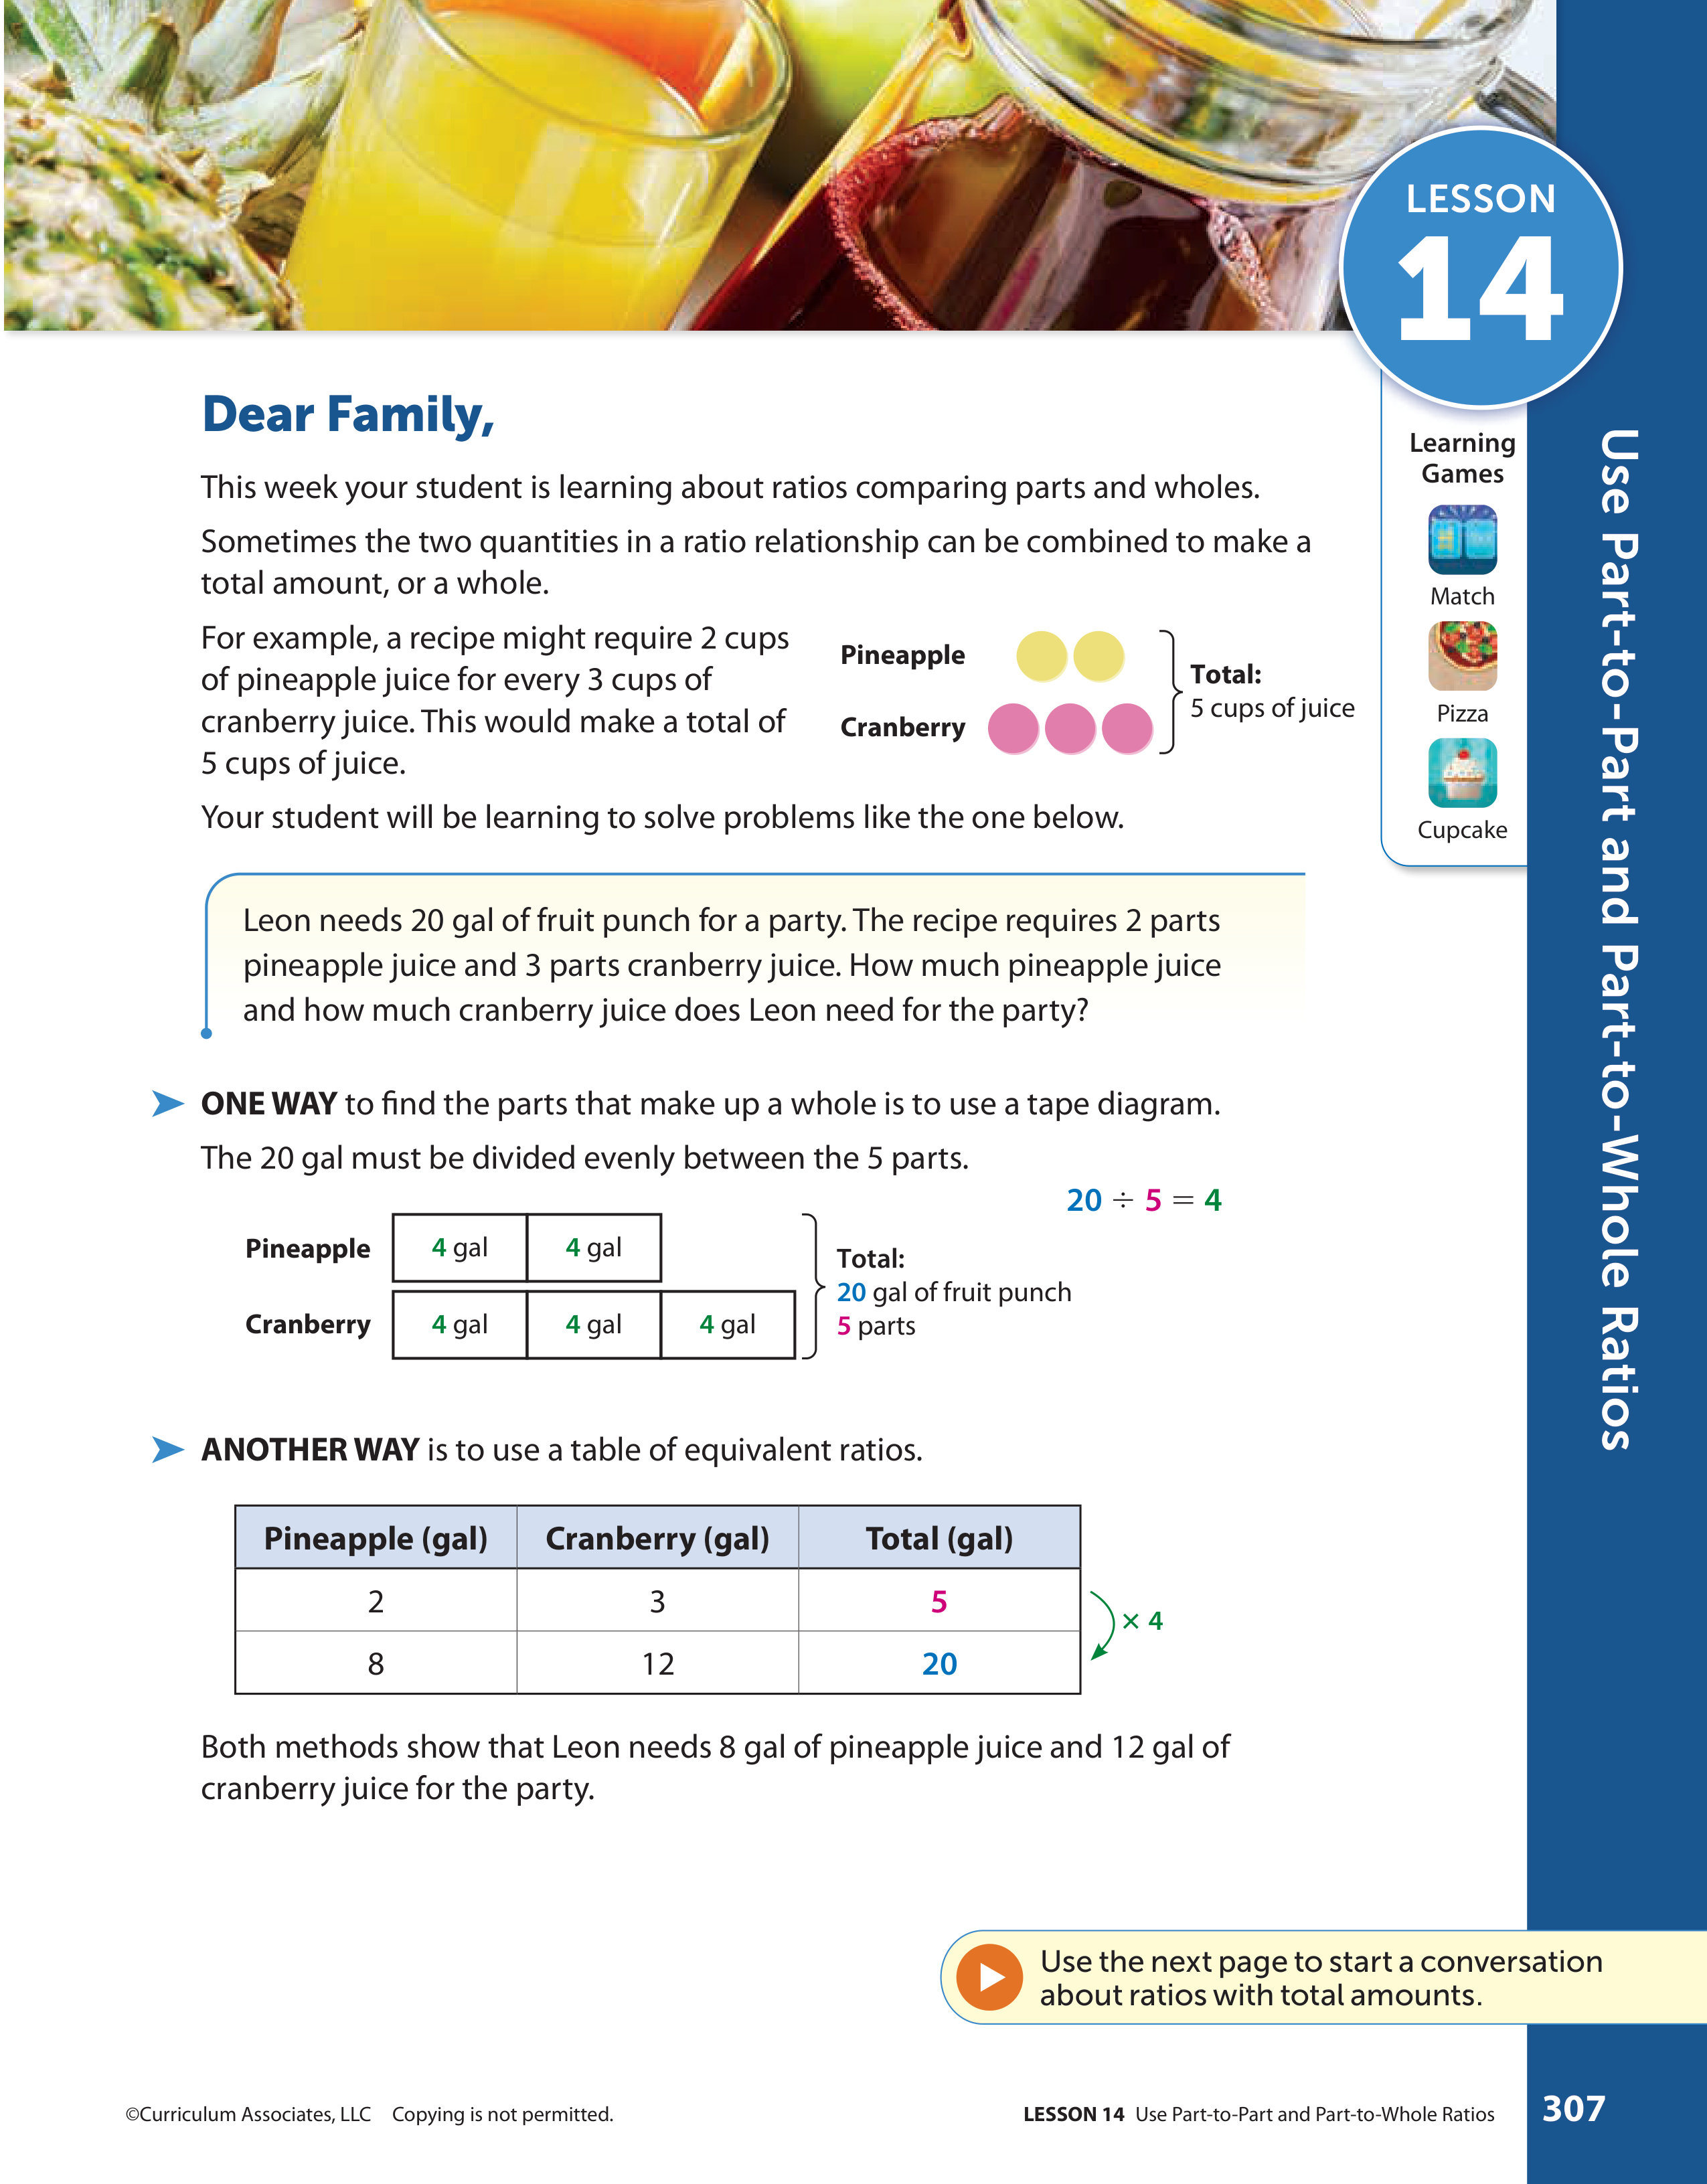 LESSON
14
Dear Family,
This week your student is learning about ratios comparing parts and wholes.
Sometimes the two quantities in a ratio relationship can be combined to make a
total amount, or a whole.
For example, a recipe might require 2 cups
of pineapple juice for every 3 cups of
cranberry juice. This would make a total of
5 cups of juice.
Pineapple
Cranberry
Total:
5 cups of juice
Your student will be learning to solve problems like the one below.
Learning
Games
Match
Pizza
Cupcake
Use Part-to-Part and Part-to-Whole Ratios
Leon needs 20 gal of fruit punch for a party. The recipe requires 2 parts
pineapple juice and 3 parts cranberry juice. How much pineapple juice
and how much cranberry juice does Leon need for the party?
➤ ONE WAY to find the parts that make up a whole is to use a tape diagram.
The 20 gal must be divided evenly between the 5 parts.
20 ÷ 5 = 4
Pineapple 4 gal 4 gal
Cranberry 4 gal 4 gal 4 gal
Total:
20 gal of fruit punch
5 parts
➤ ANOTHER WAY is to use a table of equivalent ratios.
Pineapple (gal) Cranberry (gal) Total (gal)
2 3 5
8 12 20
× 4
Both methods show that Leon needs 8 gal of pineapple juice and 12 gal of
cranberry juice for the party.
Use the next page to start a conversation
about ratios with total amounts.
©Curriculum Associates, LLC Copying is not permitted.
LESSON 14 Use Part-to-Part and Part-to-Whole Ratios
307